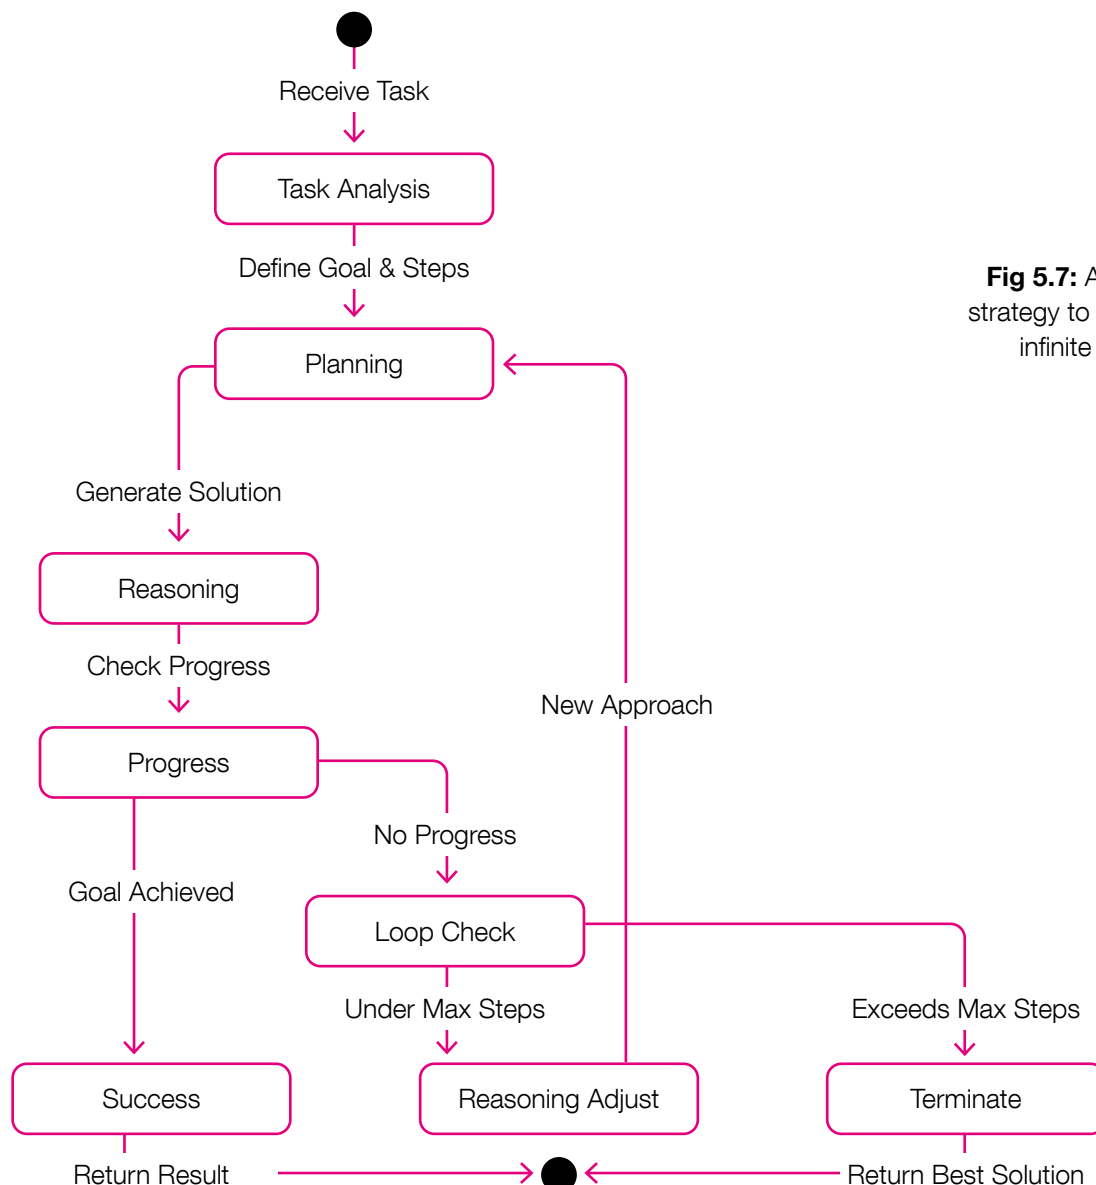 Receive Task
Task Analysis
Define Goal & Steps
Fig 5.7: A
strategy to
infinite
Planning
Generate Solution
Reasoning
Check Progress
New Approach
Progress
No Progress
Goal Achieved
Loop Check
Under Max Steps
Exceeds Max Steps
Success
Reasoning Adjust
Terminate
Return Result
Return Best Solution